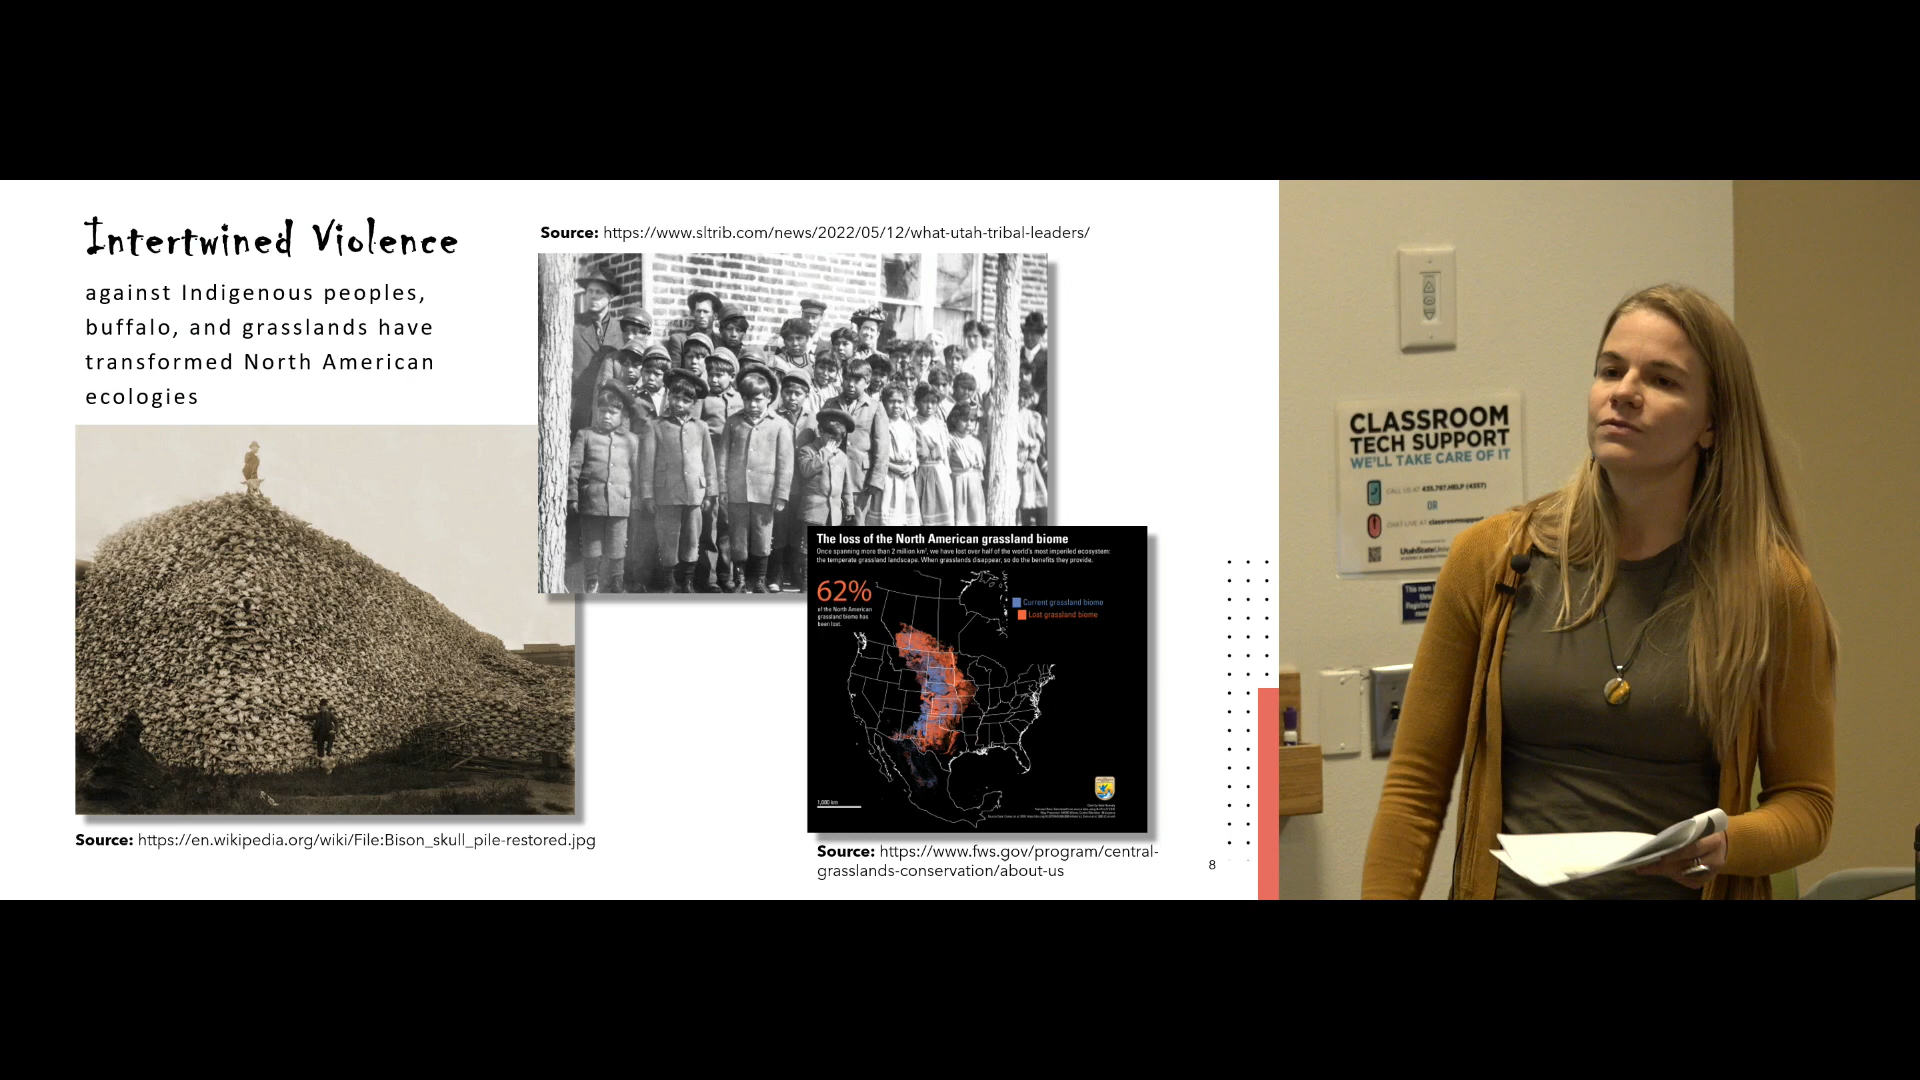 Intertwined Violence
against Indigenous peoples,
buffalo, and grasslands have
transformed North American
ecologies
Source: https://www.sltrib.com/news/2022/05/12/what-utah-tribal-leaders/
The loss of the North American grassland biome
Once spanning more than 2 million km², we have lost over half of the world's most imperiled ecosystem:
the temperate grassland landscape. When grasslands disappear, so do the benefits they provide.
62%
of the North American
grassland biome has
been lost.
Current grassland biome
Lost grassland biome
1,000 km
Source: https://en.wikipedia.org/wiki/File:Bison_skull_pile-restored.jpg
Source: https://www.fws.gov/program/central-
grasslands-conservation/about-us
8
CLASSROOM
TECH SUPPORT
WE'LL TAKE CARE OF IT
CALL US AT 435.797.HELP (4357)
OR
CHAT LIVE AT